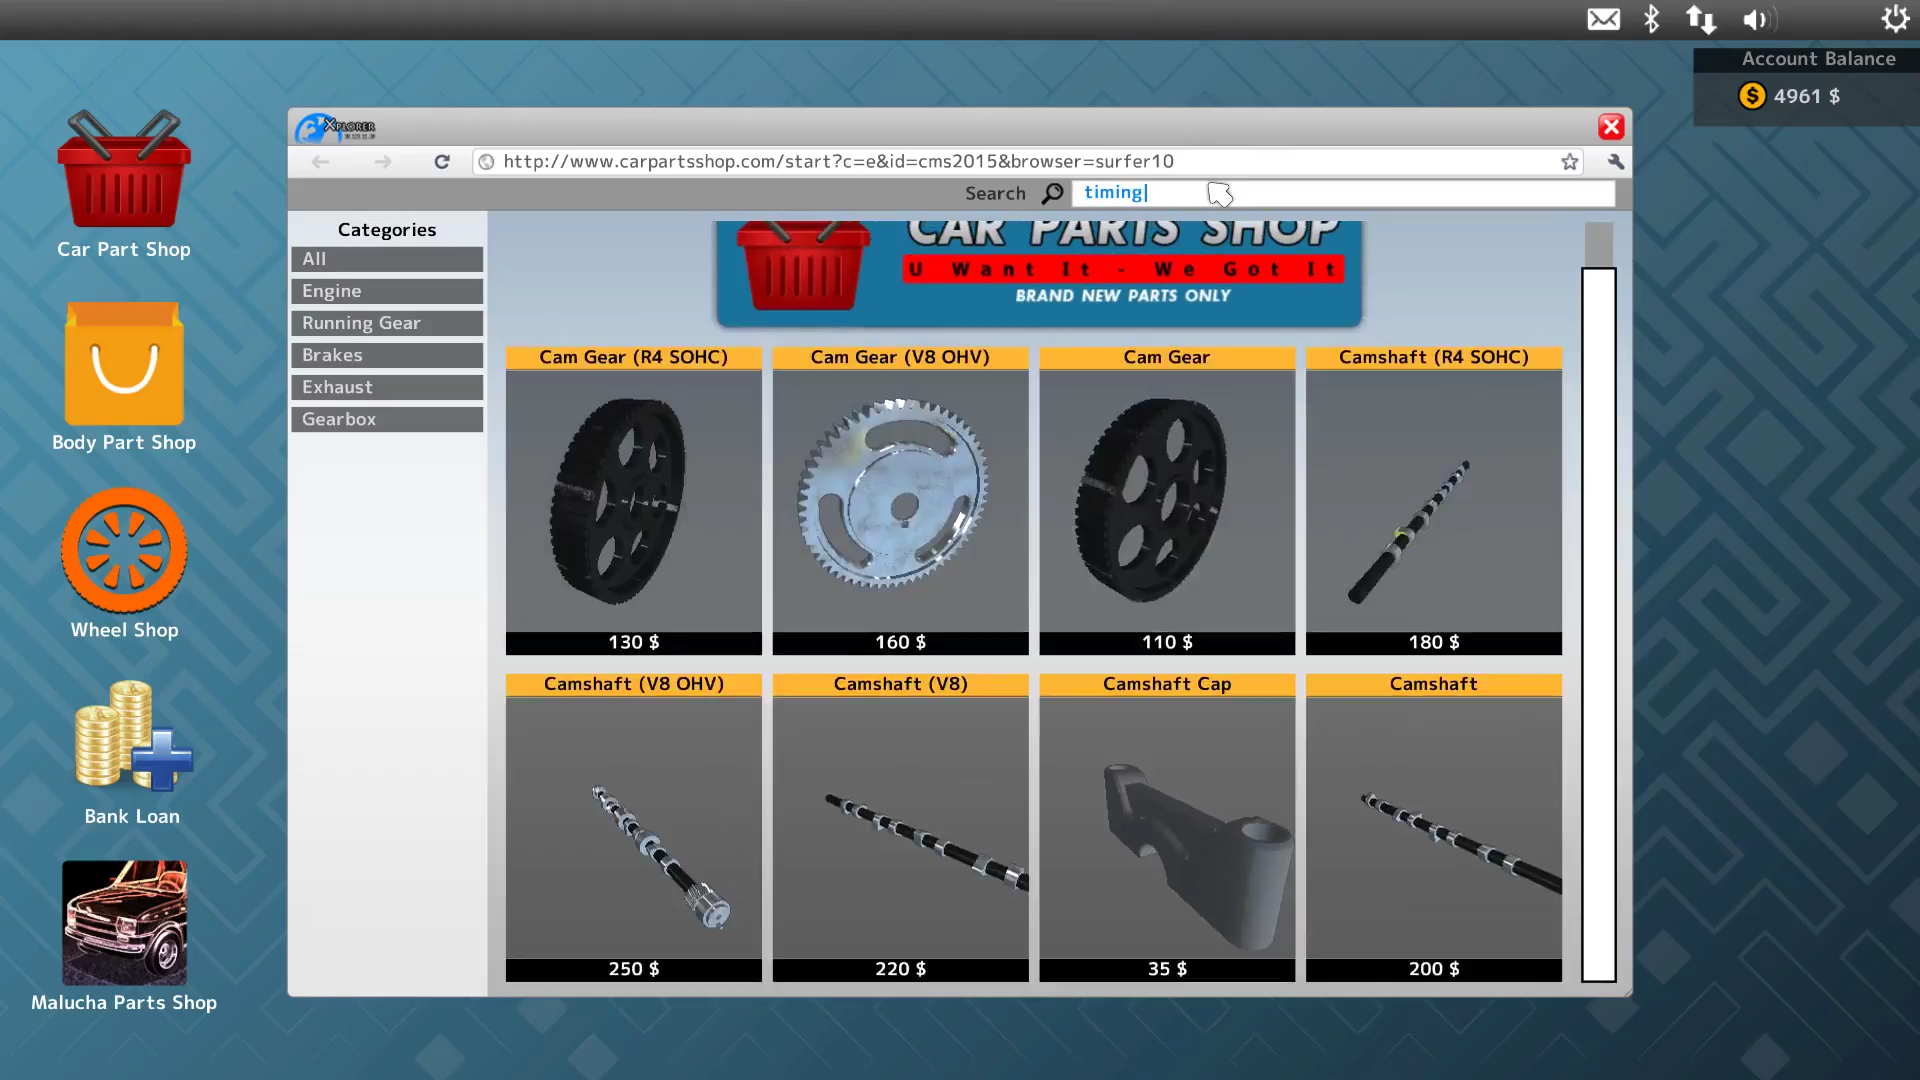 Account Balance
$ 4961 $
XPLORER
http://www.carpartsshop.com/start?c=e&id=cms2015&browser=surfer10
Search timing
Categories
All
Engine
Running Gear
Brakes
Exhaust
Gearbox
CAR PARTS SHOP
U Want It - We Got It
BRAND NEW PARTS ONLY
Cam Gear (R4 SOHC)
130 $
Cam Gear (V8 OHV)
160 $
Cam Gear
110 $
Camshaft (R4 SOHC)
180 $
Camshaft (V8 OHV)
250 $
Camshaft (V8)
220 $
Camshaft Cap
35 $
Camshaft
200 $
Car Part Shop
Body Part Shop
Wheel Shop
Bank Loan
Malucha Parts Shop